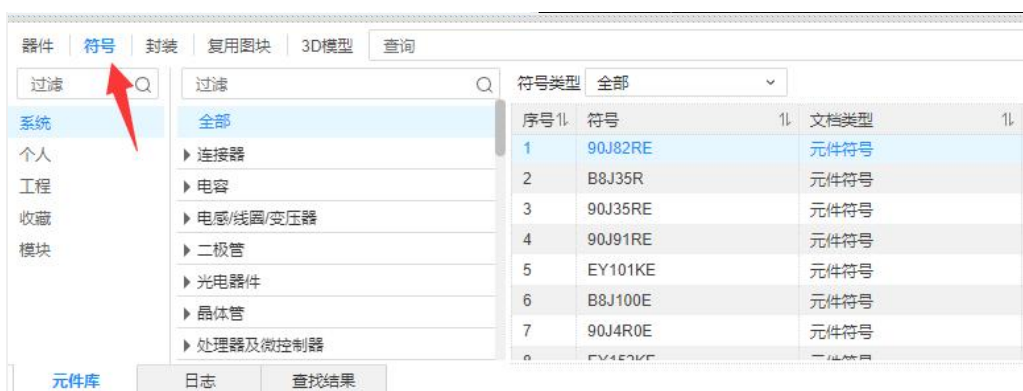 器件 符号 封装 复用图块 3D模型 查询
过滤 过滤 符号类型 全部
系统 全部 序号 符号 文档类型
个人 连接器 1 90J82RE 元件符号
工程 电容 2 B8J35R 元件符号
收藏 电感/线圈/变压器 3 90J35RE 元件符号
模块 二极管 4 90J91RE 元件符号
光电器件 5 EY101KE 元件符号
晶体管 6 B8J100E 元件符号
处理器及微控制器 7 90J4R0E 元件符号
元件库 日志 查找结果